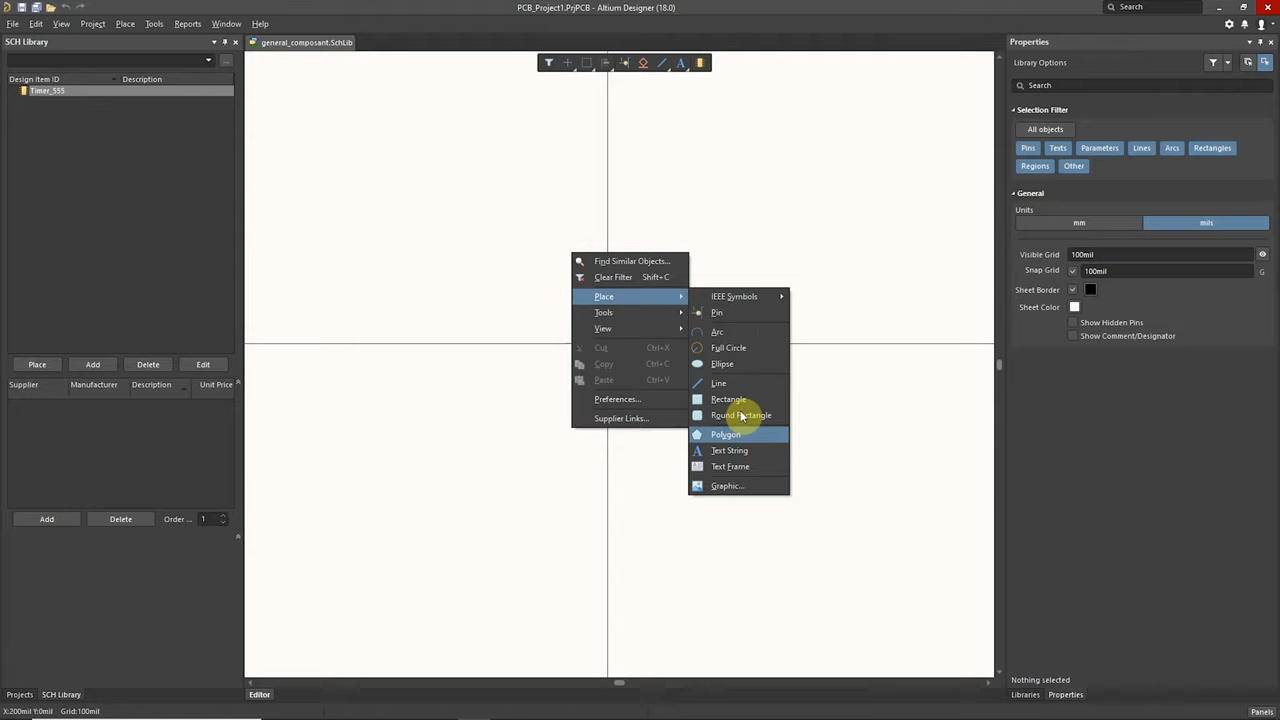 PCB_Project1.PrjPCB - Altium Designer (18.0)
Search
File Edit View Project Place Tools Reports Window Help
SCH Library
general_composant.SchLib
Properties
Library Options
Search
Design Item ID Description
Timer_555
Selection Filter
All objects
Pins Texts Parameters Lines Arcs Rectangles
Regions Other
General
Units
mm mils
Visible Grid 100mil
Snap Grid 100mil G
Sheet Border
Sheet Color
Show Hidden Pins
Show Comment/Designator
Find Similar Objects...
Clear Filter Shift+C
Place
Tools
View
Cut Ctrl+X
Copy Ctrl+C
Paste Ctrl+V
Preferences...
Supplier Links...
IEEE Symbols
Pin
Arc
Full Circle
Ellipse
Line
Rectangle
Round Rectangle
Polygon
Text String
Text Frame
Graphic...
Place Add Delete Edit
Supplier Manufacturer Description Unit Price
Add Delete Order ... 1
Nothing selected
Projects SCH Library
Editor
Libraries Properties
X:200mil Y:0mil Grid:100mil
Panels